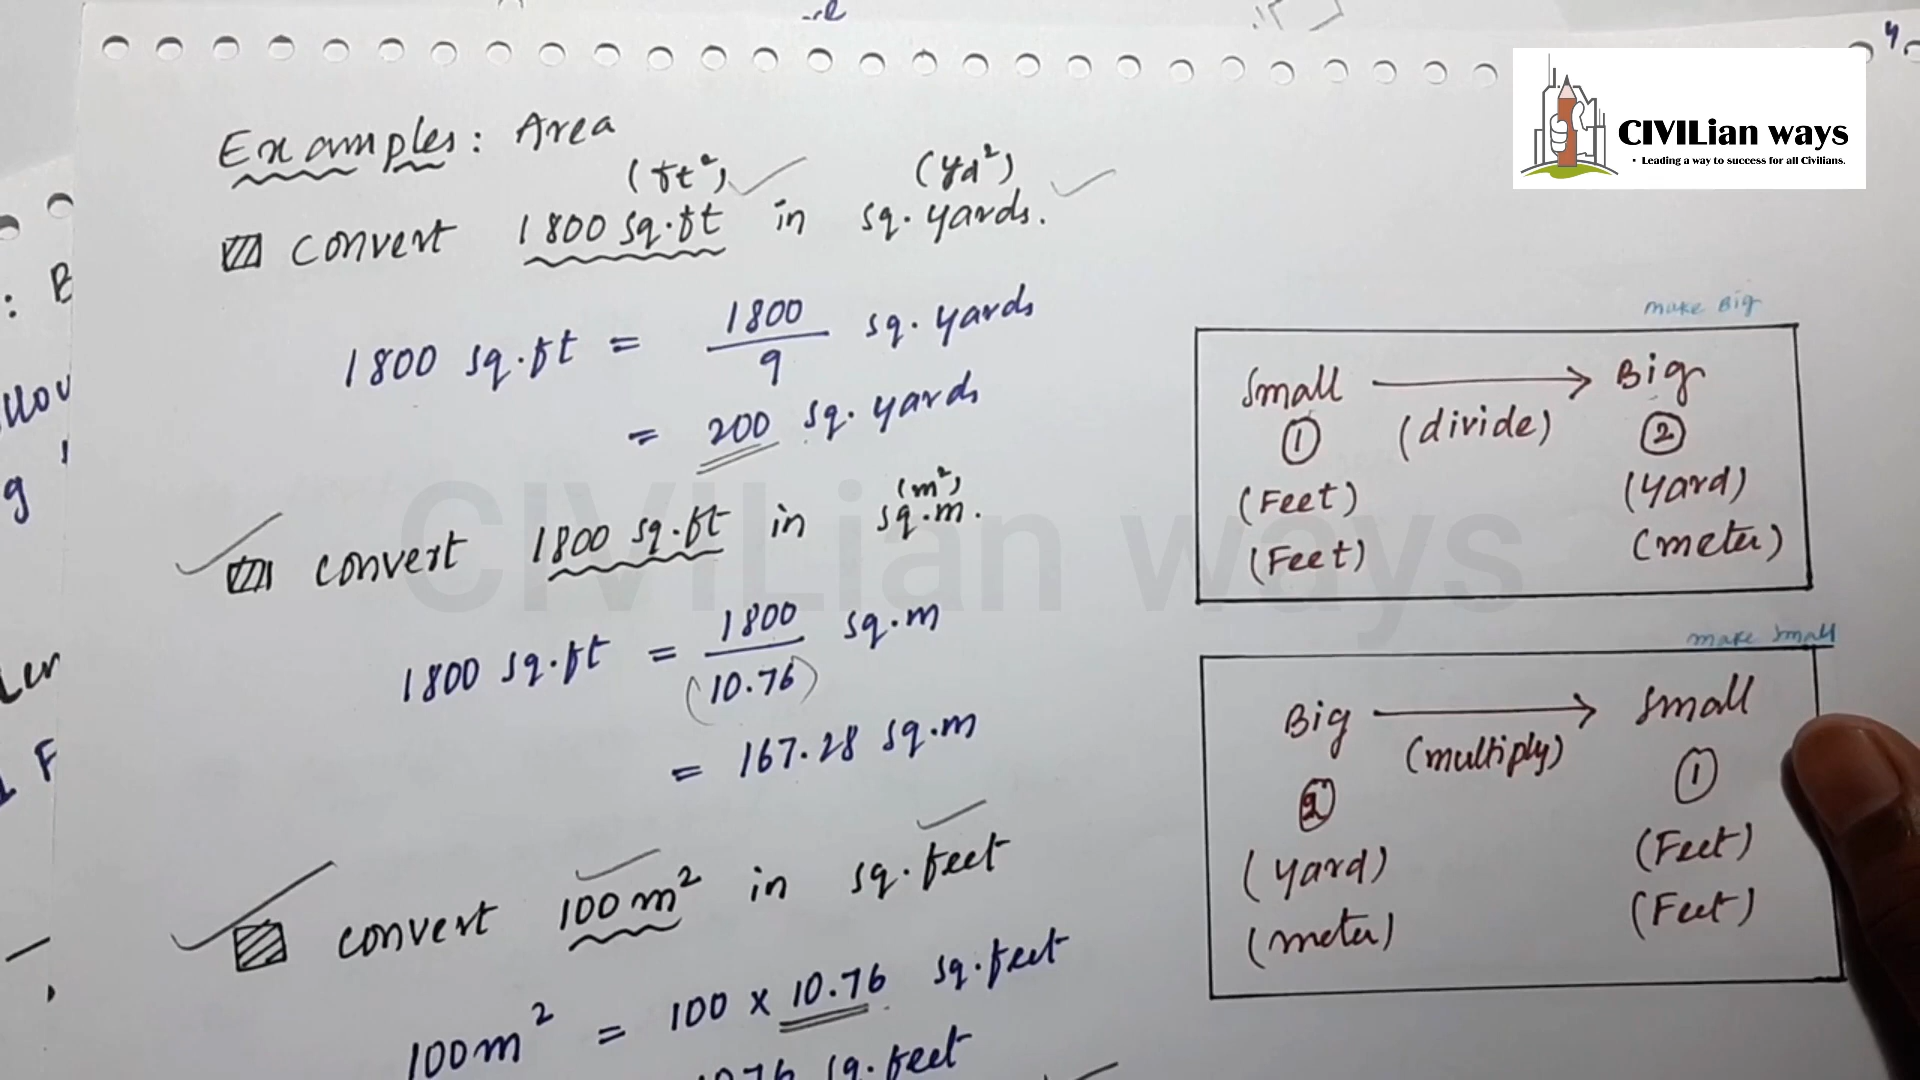 CIVILian ways
• Leading a way to success for all Civilians.
Examples: Area
(ft²) (yd²)
convert 1800 sq.ft in sq. yards.
1800 sq.ft = 1800/9 sq. yards
= 200 sq. yards
(m²)
convert 1800 sq.ft in sq.m.
1800 sq.ft = 1800/(10.76) sq.m
= 167.28 sq.m
convert 100m² in sq. feet
100m² = 100 x 10.76 sq.feet
1076 sq.feet
make Big
Small → Big
① (divide) ②
(Feet) (Yard)
(Feet) (meter)
make Small
Big → Small
② (multiply) ①
(Yard) (Feet)
(meter) (Feet)
CIVILian ways